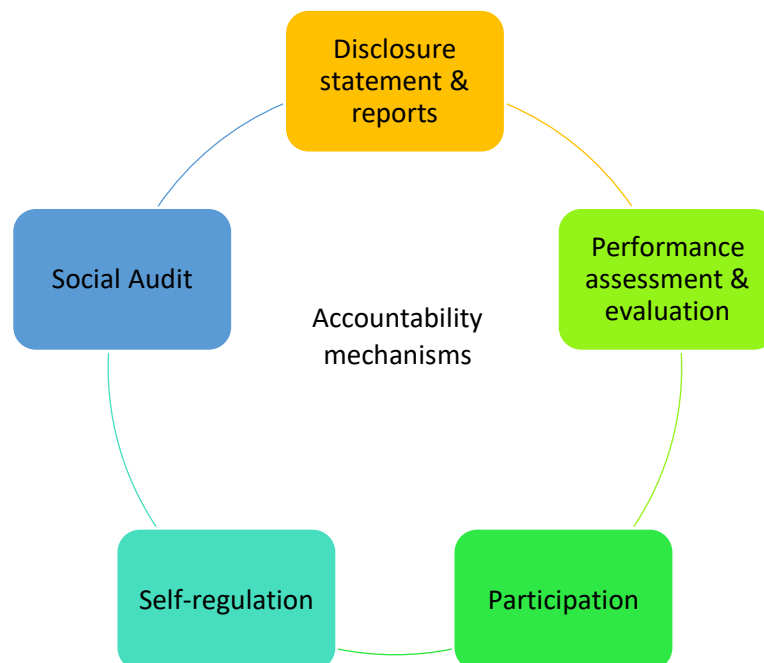 Disclosure
statement &
reports
Performance
assessment &
evaluation
Participation
Self-regulation
Social Audit
Accountability
mechanisms